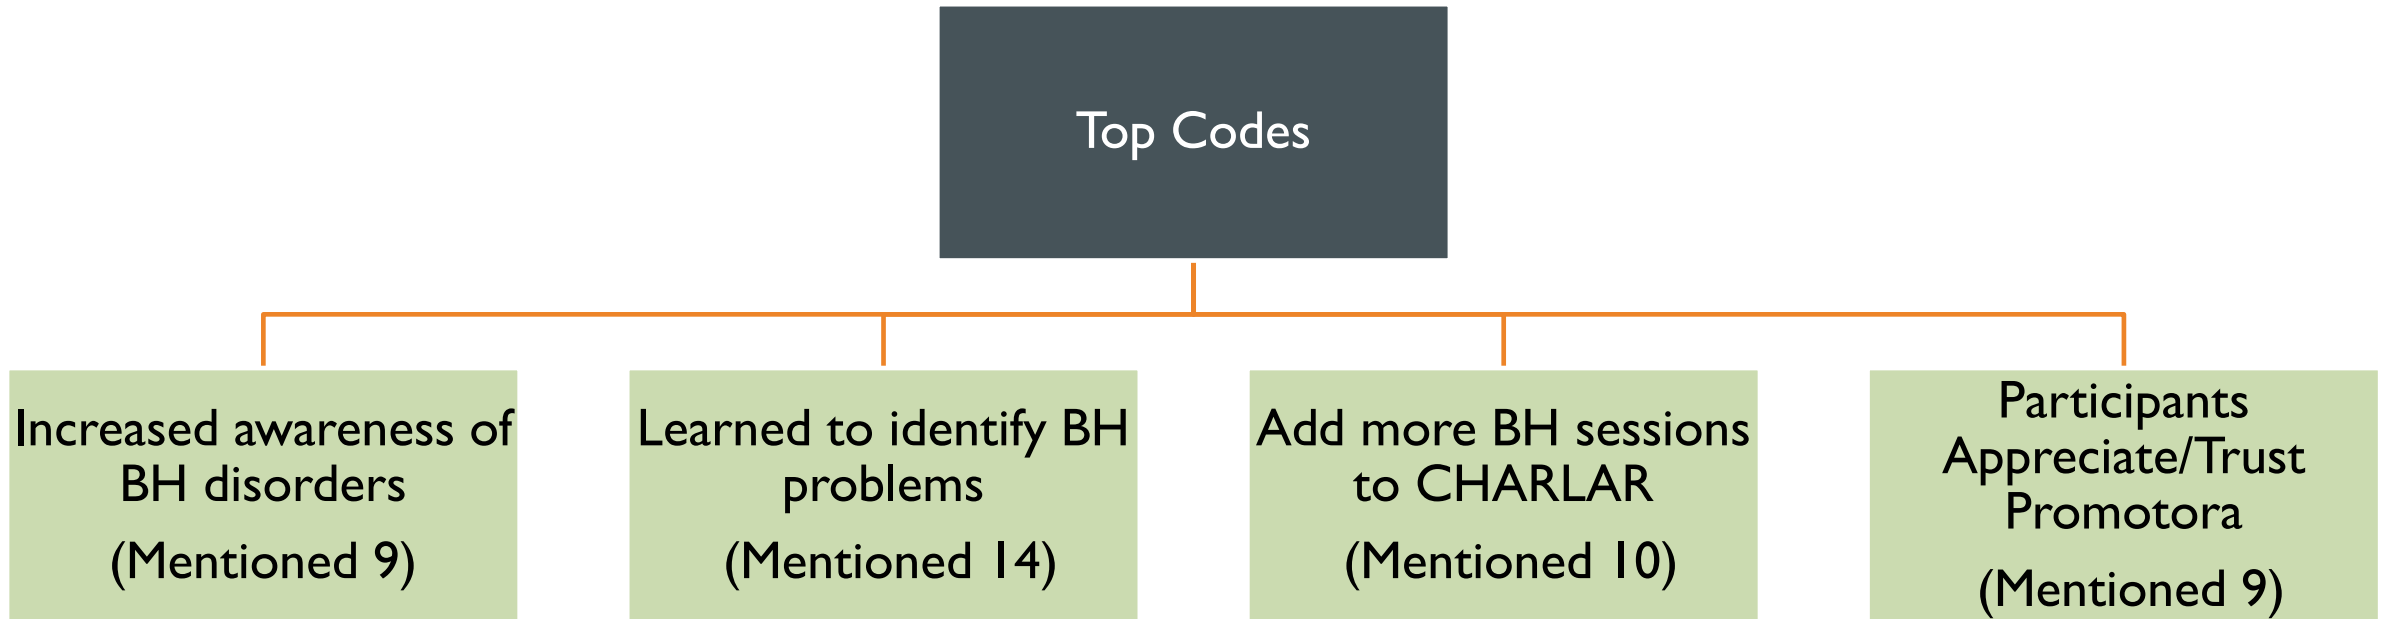 Top Codes
Increased awareness of
BH disorders
(Mentioned 9)
Learned to identify BH
problems
(Mentioned 14)
Add more BH sessions
to CHARLAR
(Mentioned 10)
Participants
Appreciate/Trust
Promotora
(Mentioned 9)